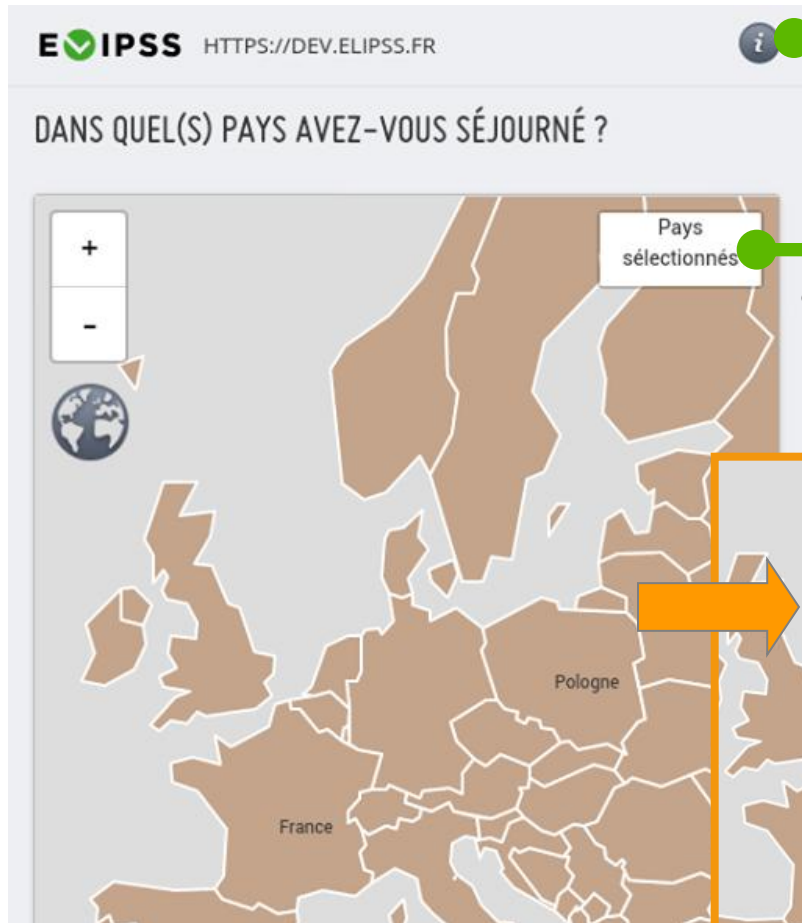 ELIPSS HTTPS://DEV.ELIPSS.FR
i
DANS QUEL(S) PAYS AVEZ-VOUS SÉJOURNÉ ?
+
-
Pays
sélectionnés
Pologne
France